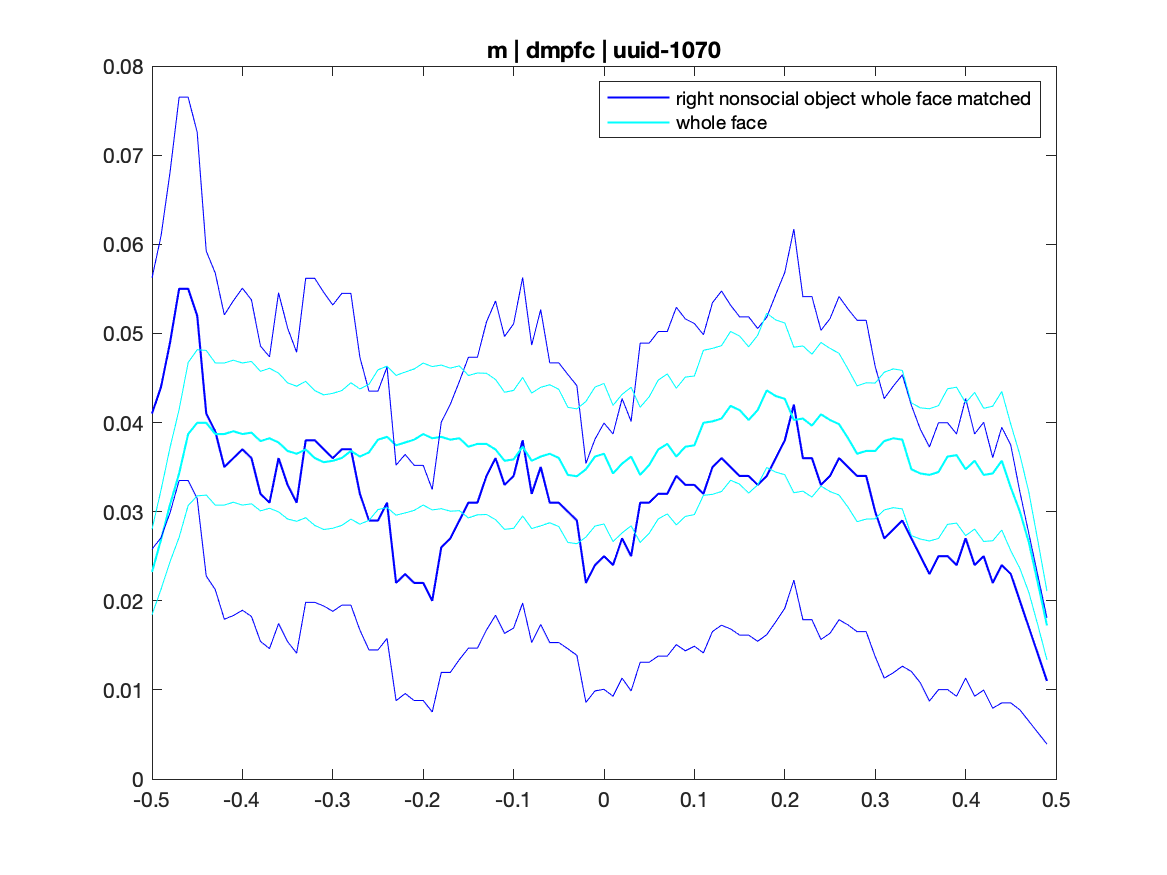 m | dmpfc | uuid-1070
0.08
right nonsocial object whole face matched
whole face
0.07
0.06
0.05
0.04
0.03
0.02
0.01
0
-0.5 -0.4 -0.3 -0.2 -0.1 0 0.1 0.2 0.3 0.4 0.5